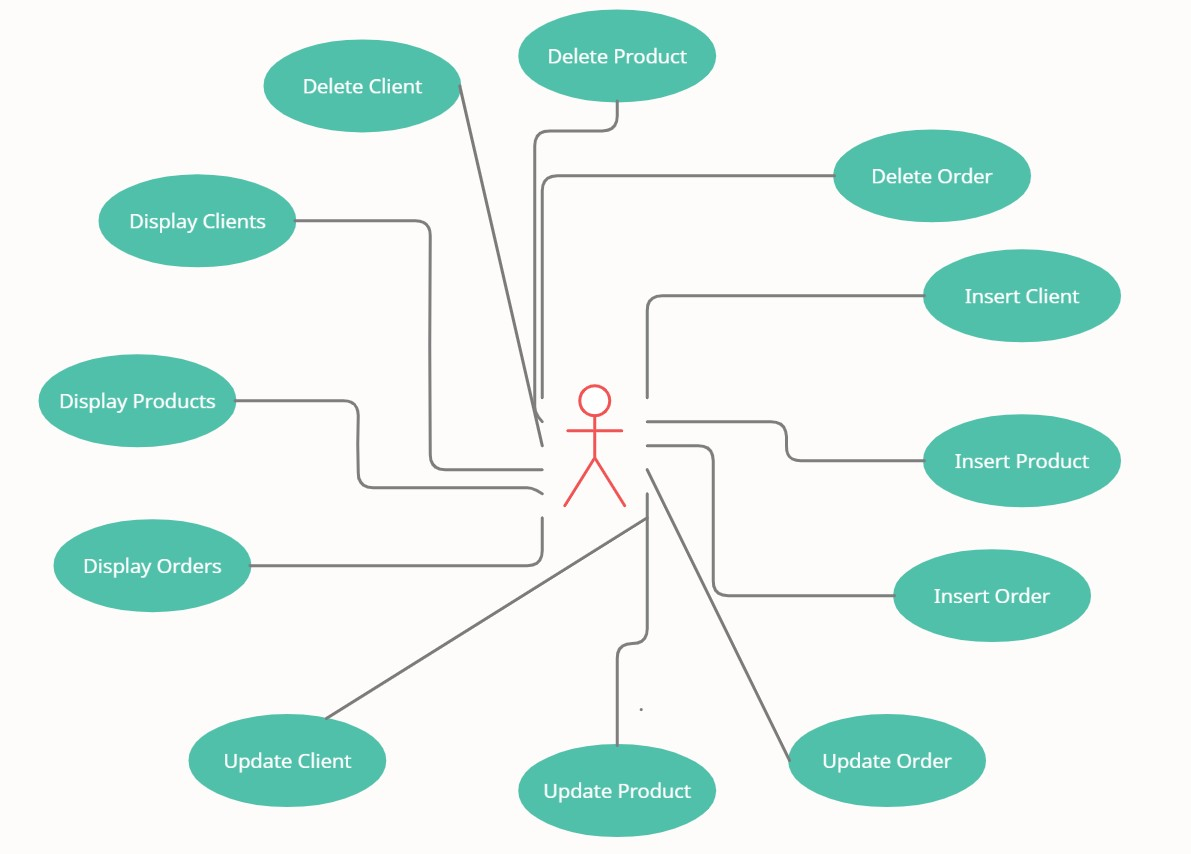 Delete Product
Delete Client
Delete Order
Display Clients
Insert Client
Display Products
Insert Product
Display Orders
Insert Order
Update Client
Update Order
Update Product